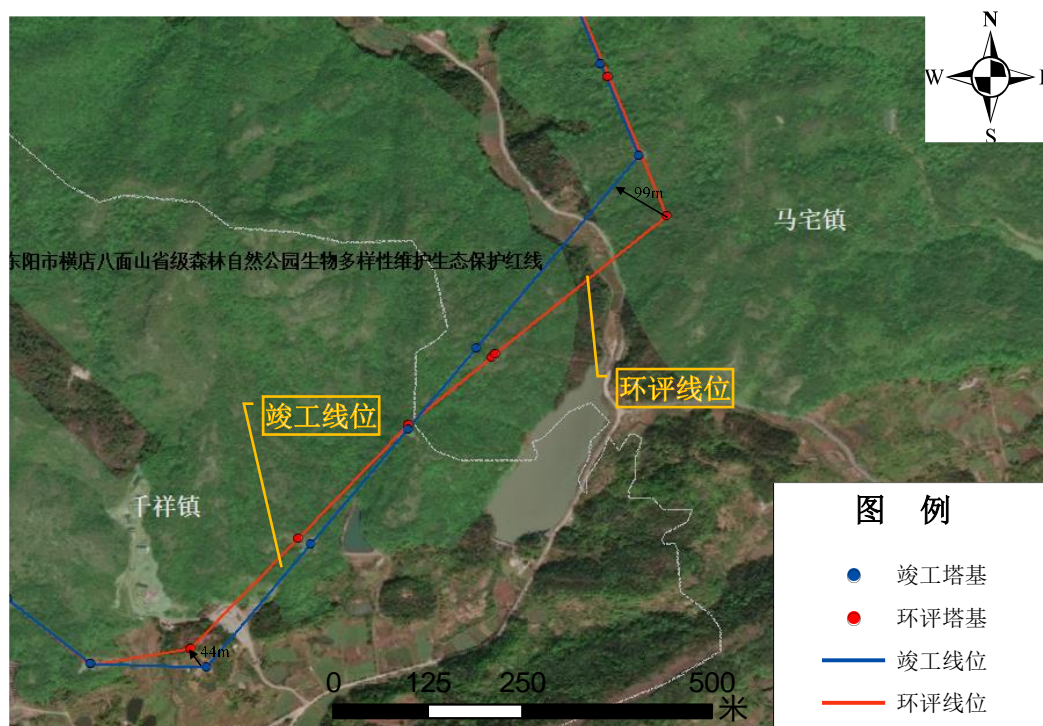 N
W
S
99m
马宅镇
东阳市横店八面山省级森林自然公园生物多样性维护生态保护红线
环评线位
竣工线位
千祥镇
44m
图 例
竣工塔基
环评塔基
竣工线位
环评线位
0 125 250 500
米